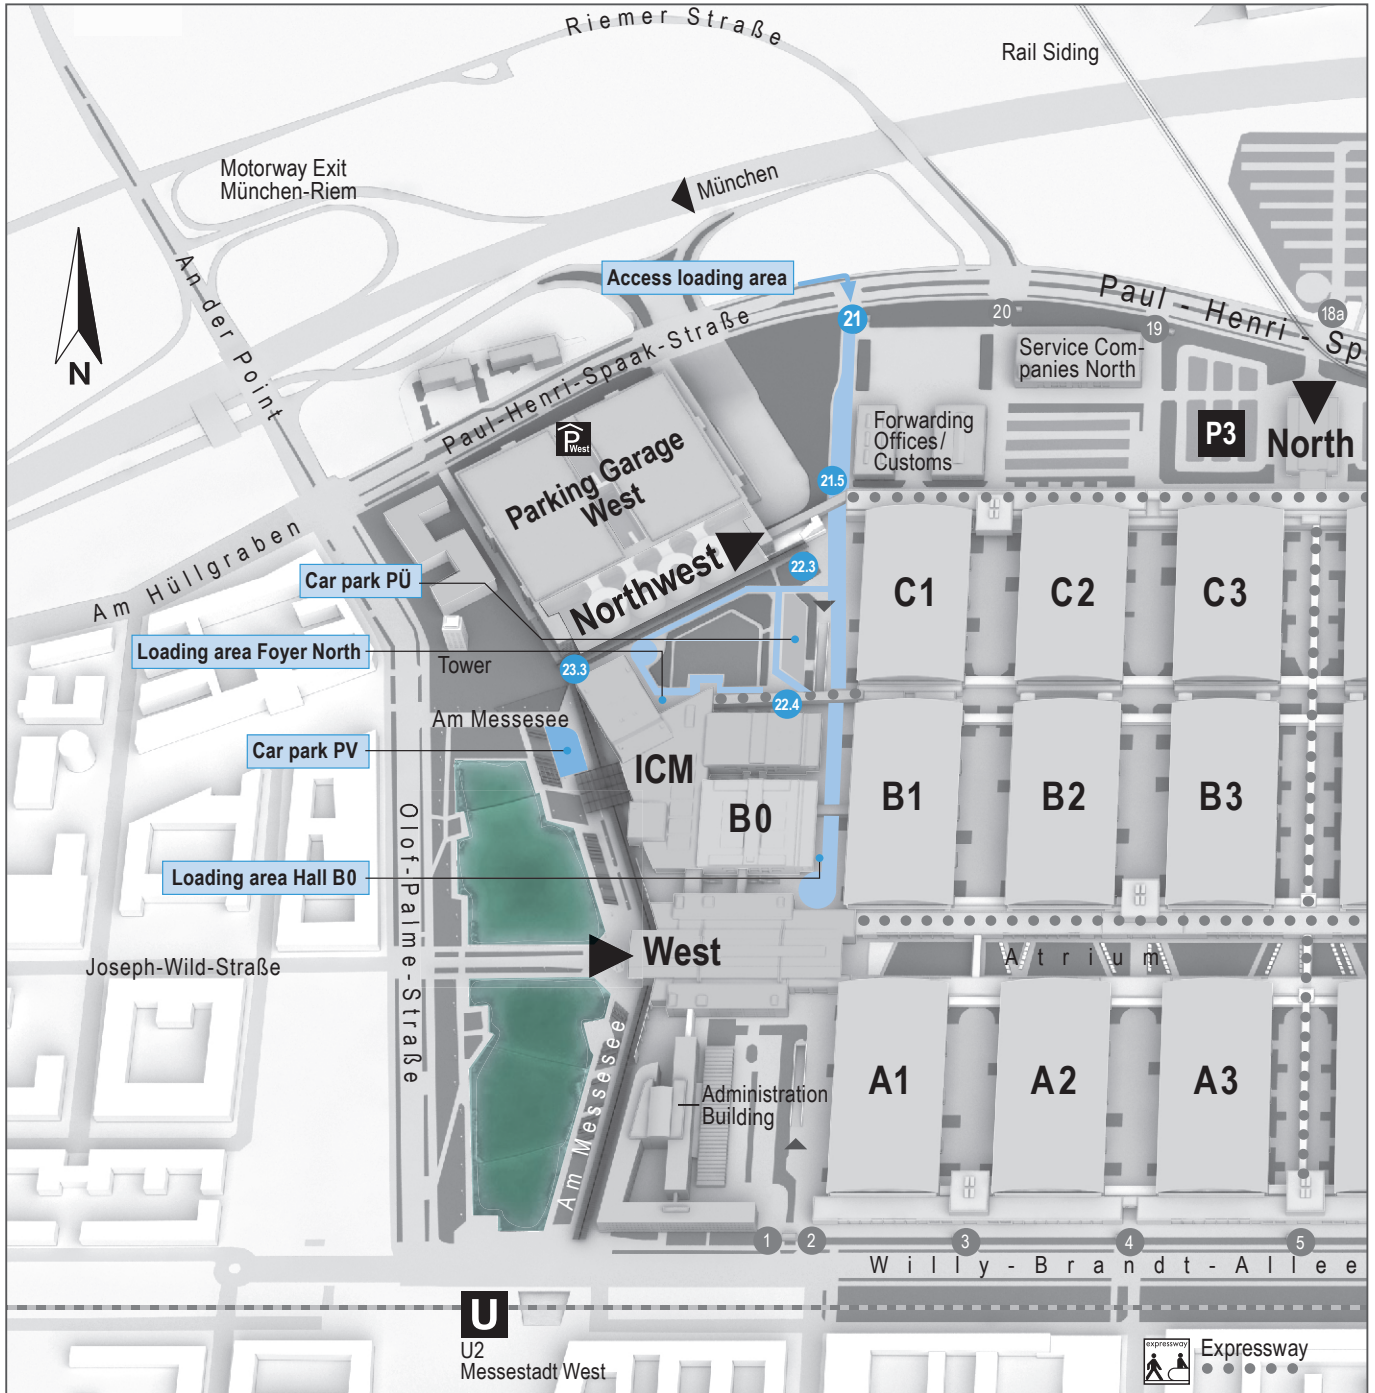 Riemer Straße
Rail Siding
Motorway Exit
München-Riem
München
An der Point
N
Access loading area
Paul-Henri-Spaak-Straße
Paul - Henri - Sp
21
20
19
18a
Service Com-
panies North
P3
North
P
West
Parking Garage
West
Forwarding
Offices/
Customs
21.5
Am Hüllgraben
Northwest
22.3
Car park PÜ
C1
C2
C3
Loading area Foyer North
Tower
23.3
22.4
Am Messesee
Car park PV
ICM
B0
B1
B2
B3
Olof-Palme-Straße
Loading area Hall B0
West
Joseph-Wild-Straße
Atrium
Am Messesee
Administration
Building
A1
A2
A3
1
2
3
4
5
Willy-Brandt-Allee
U
U2
Messestadt West
expressway
Expressway